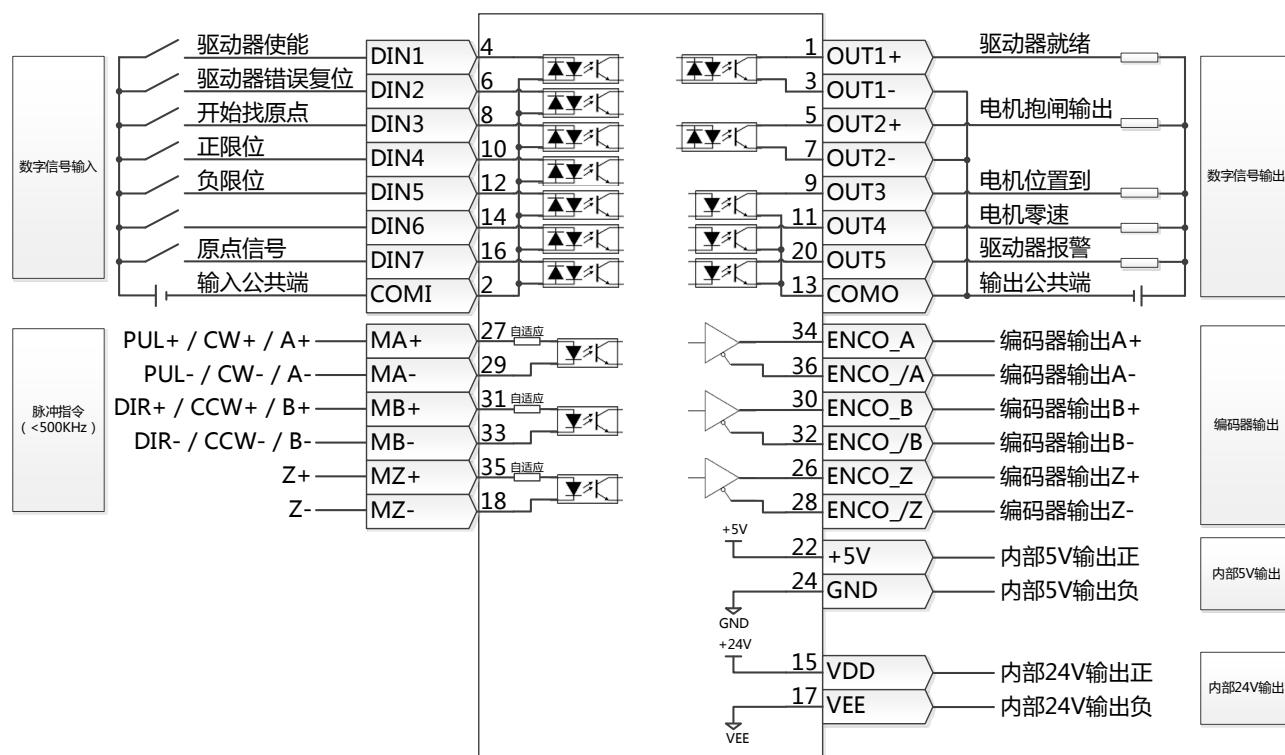 数字信号输入
驱动器使能 DIN1 4
驱动器错误复位 DIN2 6
开始找原点 DIN3 8
正限位 DIN4 10
负限位 DIN5 12
DIN6 14
原点信号 DIN7 16
输入公共端 COMI 2
脉冲指令
(<500KHz)
PUL+ / CW+ / A+ MA+ 27 自适应
PUL- / CW- / A- MA- 29
DIR+ / CCW+ / B+ MB+ 31 自适应
DIR- / CCW- / B- MB- 33
Z+ MZ+ 35 自适应
Z- MZ- 18
1 OUT1+ 驱动器就绪
3 OUT1-
5 OUT2+ 电机抱闸输出
7 OUT2-
9 OUT3 电机位置到
11 OUT4 电机零速
20 OUT5 驱动器报警
13 COMO 输出公共端
数字信号输出
34 ENCO_A 编码器输出A+
36 ENCO_/A 编码器输出A-
30 ENCO_B 编码器输出B+
32 ENCO_/B 编码器输出B-
26 ENCO_Z 编码器输出Z+
28 ENCO_/Z 编码器输出Z-
编码器输出
+5V
22 +5V 内部5V输出正
24 GND 内部5V输出负
GND
内部5V输出
+24V
15 VDD 内部24V输出正
17 VEE 内部24V输出负
VEE
内部24V输出